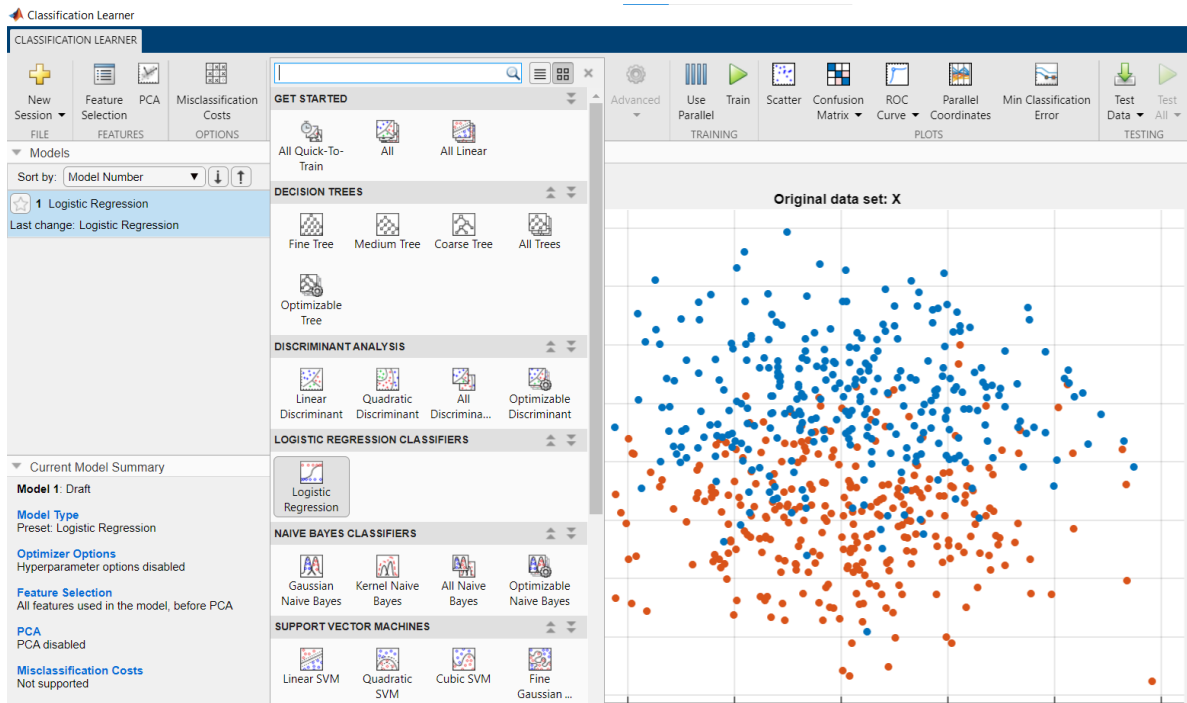 Classification Learner
CLASSIFICATION LEARNER
New
Session
Feature
Selection
PCA
Misclassification
Costs
FILE
FEATURES
OPTIONS
Advanced
Use
Parallel
Train
Scatter
Confusion
Matrix
ROC
Curve
Parallel
Coordinates
Min Classification
Error
Test
Data
Test
All
TRAINING
PLOTS
TESTING
Models
Sort by: Model Number
1 Logistic Regression
Last change: Logistic Regression
Current Model Summary
Model 1: Draft
Model Type
Preset: Logistic Regression
Optimizer Options
Hyperparameter options disabled
Feature Selection
All features used in the model, before PCA
PCA
PCA disabled
Misclassification Costs
Not supported
GET STARTED
All Quick-To-
Train
All
All Linear
DECISION TREES
Fine Tree
Medium Tree
Coarse Tree
All Trees
Optimizable
Tree
DISCRIMINANT ANALYSIS
Linear
Discriminant
Quadratic
Discriminant
All
Discrimina...
Optimizable
Discriminant
LOGISTIC REGRESSION CLASSIFIERS
Logistic
Regression
NAIVE BAYES CLASSIFIERS
Gaussian
Naive Bayes
Kernel Naive
Bayes
All Naive
Bayes
Optimizable
Naive Bayes
SUPPORT VECTOR MACHINES
Linear SVM
Quadratic
SVM
Cubic SVM
Fine
Gaussian ...
Original data set: X